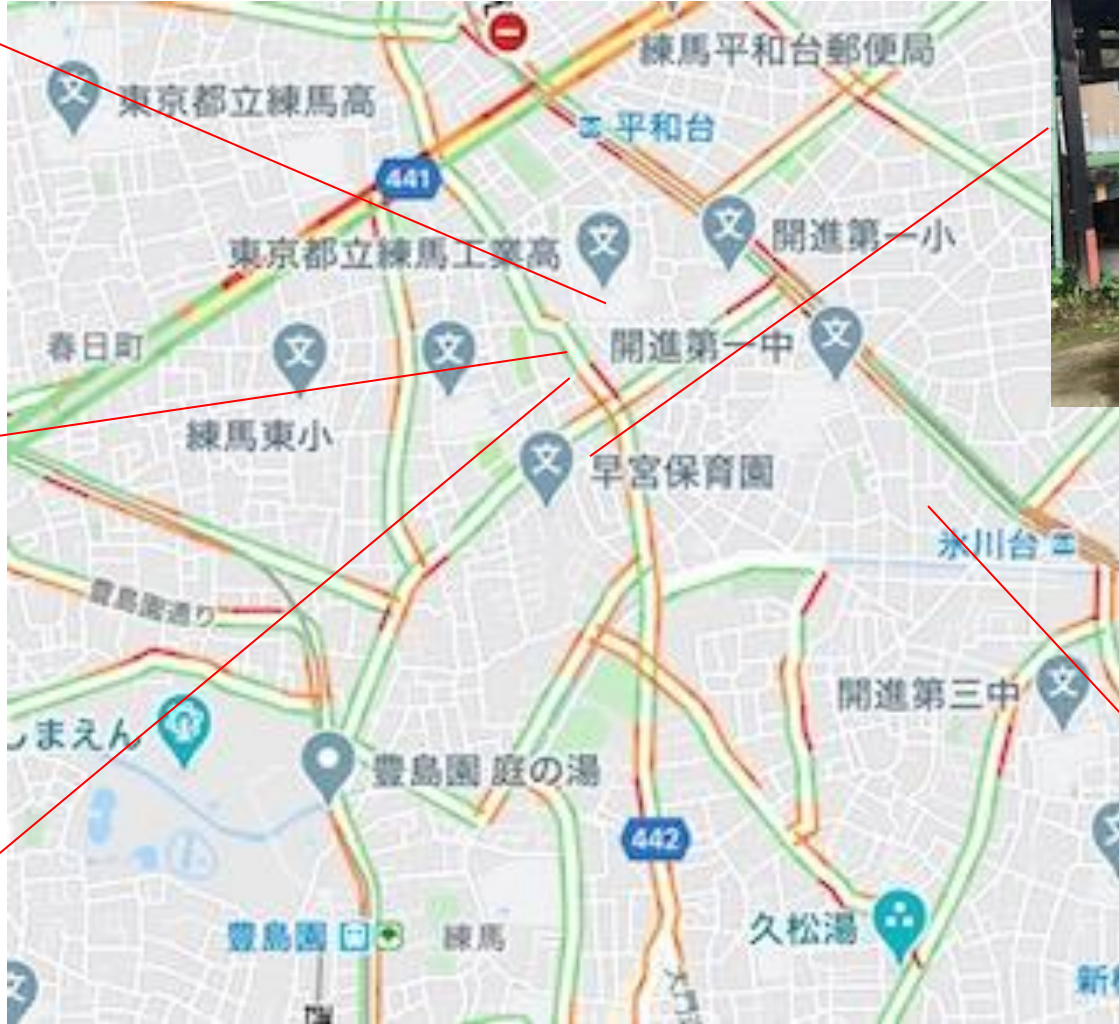 練馬平和台郵便局
東京都立練馬高
平和台
441
開進第一小
東京都立練馬工業高
春日町
開進第一中
練馬東小
早宮保育園
氷川台
豊島園通り
開進第三中
しまえん
豊島園 庭の湯
442
久松湯
豊島園
練馬